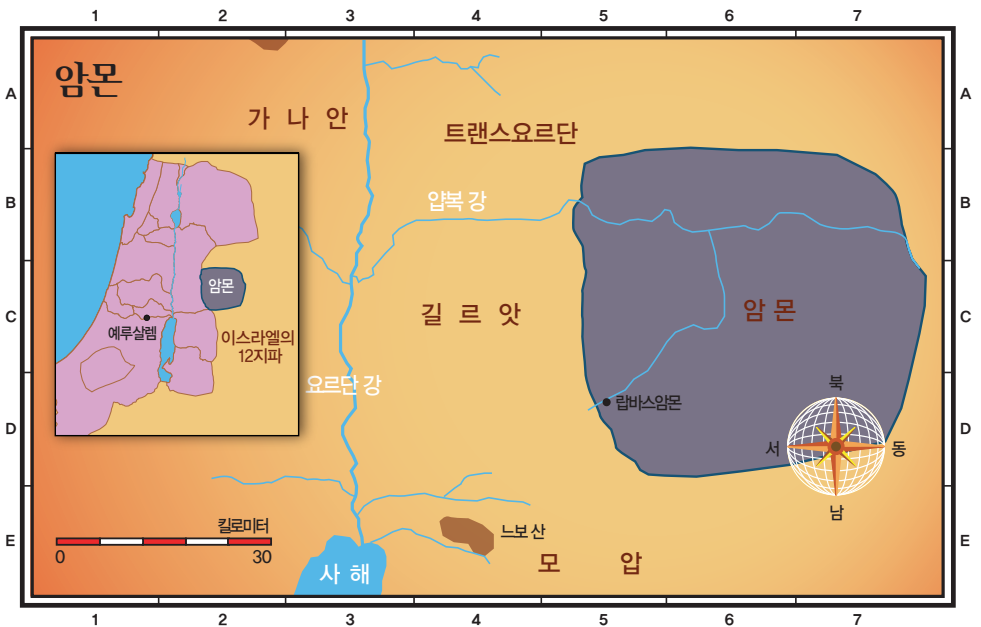 1 2 3 4 5 6 7
A A
암몬
가 나 안
트랜스요르단
B B
얍복 강
암몬
예루살렘
이스라엘의
12지파
C C
길 르 앗
암 몬
요르단 강
랍바스암몬
북
서 동
남
D D
킬로미터
0 30
느보 산
모 압
사 해
E E
1 2 3 4 5 6 7